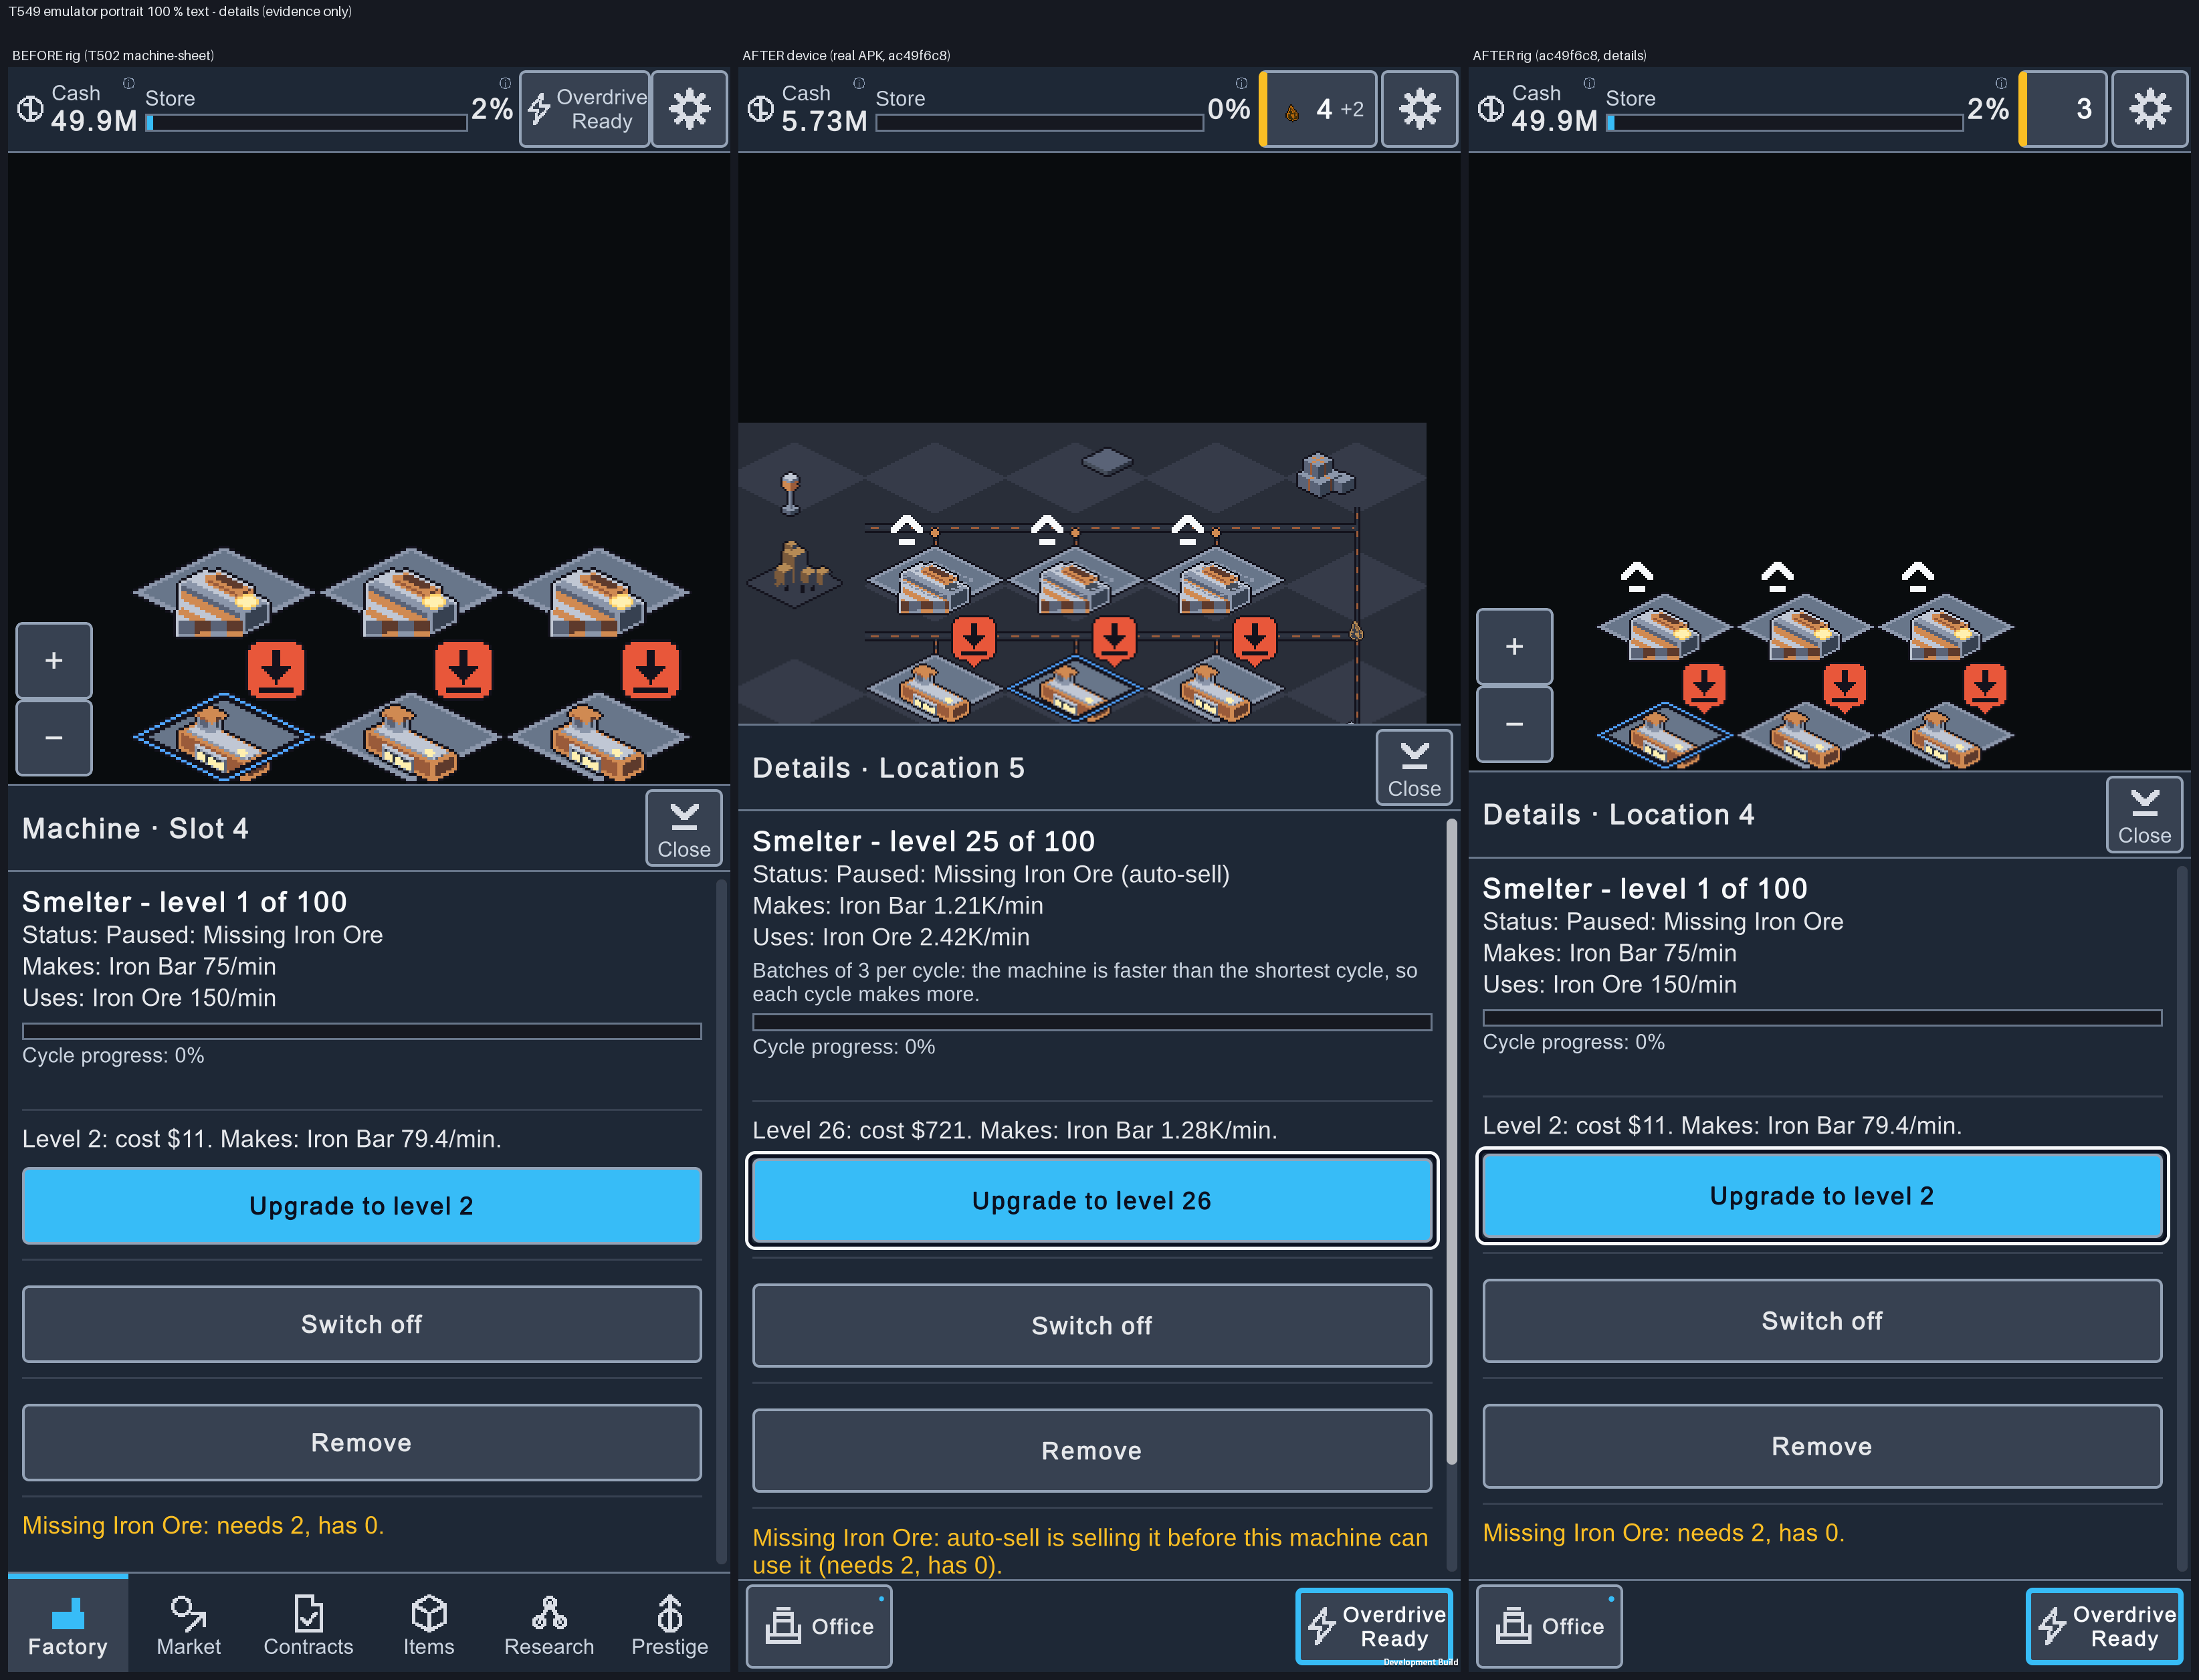 T549 emulator portrait 100 % text - details (evidence only)
BEFORE rig (T502 machine-sheet)
Cash
49.9M
Store
2%
Overdrive
Ready
+
−
Machine · Slot 4
Close
Smelter - level 1 of 100
Status: Paused: Missing Iron Ore
Makes: Iron Bar 75/min
Uses: Iron Ore 150/min
Cycle progress: 0%
Level 2: cost $11. Makes: Iron Bar 79.4/min.
Upgrade to level 2
Switch off
Remove
Missing Iron Ore: needs 2, has 0.
Factory
Market
Contracts
Items
Research
Prestige
AFTER device (real APK, ac49f6c8)
Cash
5.73M
Store
0%
4 +2
Details · Location 5
Close
Smelter - level 25 of 100
Status: Paused: Missing Iron Ore (auto-sell)
Makes: Iron Bar 1.21K/min
Uses: Iron Ore 2.42K/min
Batches of 3 per cycle: the machine is faster than the shortest cycle, so
each cycle makes more.
Cycle progress: 0%
Level 26: cost $721. Makes: Iron Bar 1.28K/min.
Upgrade to level 26
Switch off
Remove
Missing Iron Ore: auto-sell is selling it before this machine can
use it (needs 2, has 0).
Office
Overdrive
Ready
Development Build
AFTER rig (ac49f6c8, details)
Cash
49.9M
Store
2%
3
+
−
Details · Location 4
Close
Smelter - level 1 of 100
Status: Paused: Missing Iron Ore
Makes: Iron Bar 75/min
Uses: Iron Ore 150/min
Cycle progress: 0%
Level 2: cost $11. Makes: Iron Bar 79.4/min.
Upgrade to level 2
Switch off
Remove
Missing Iron Ore: needs 2, has 0.
Office
Overdrive
Ready